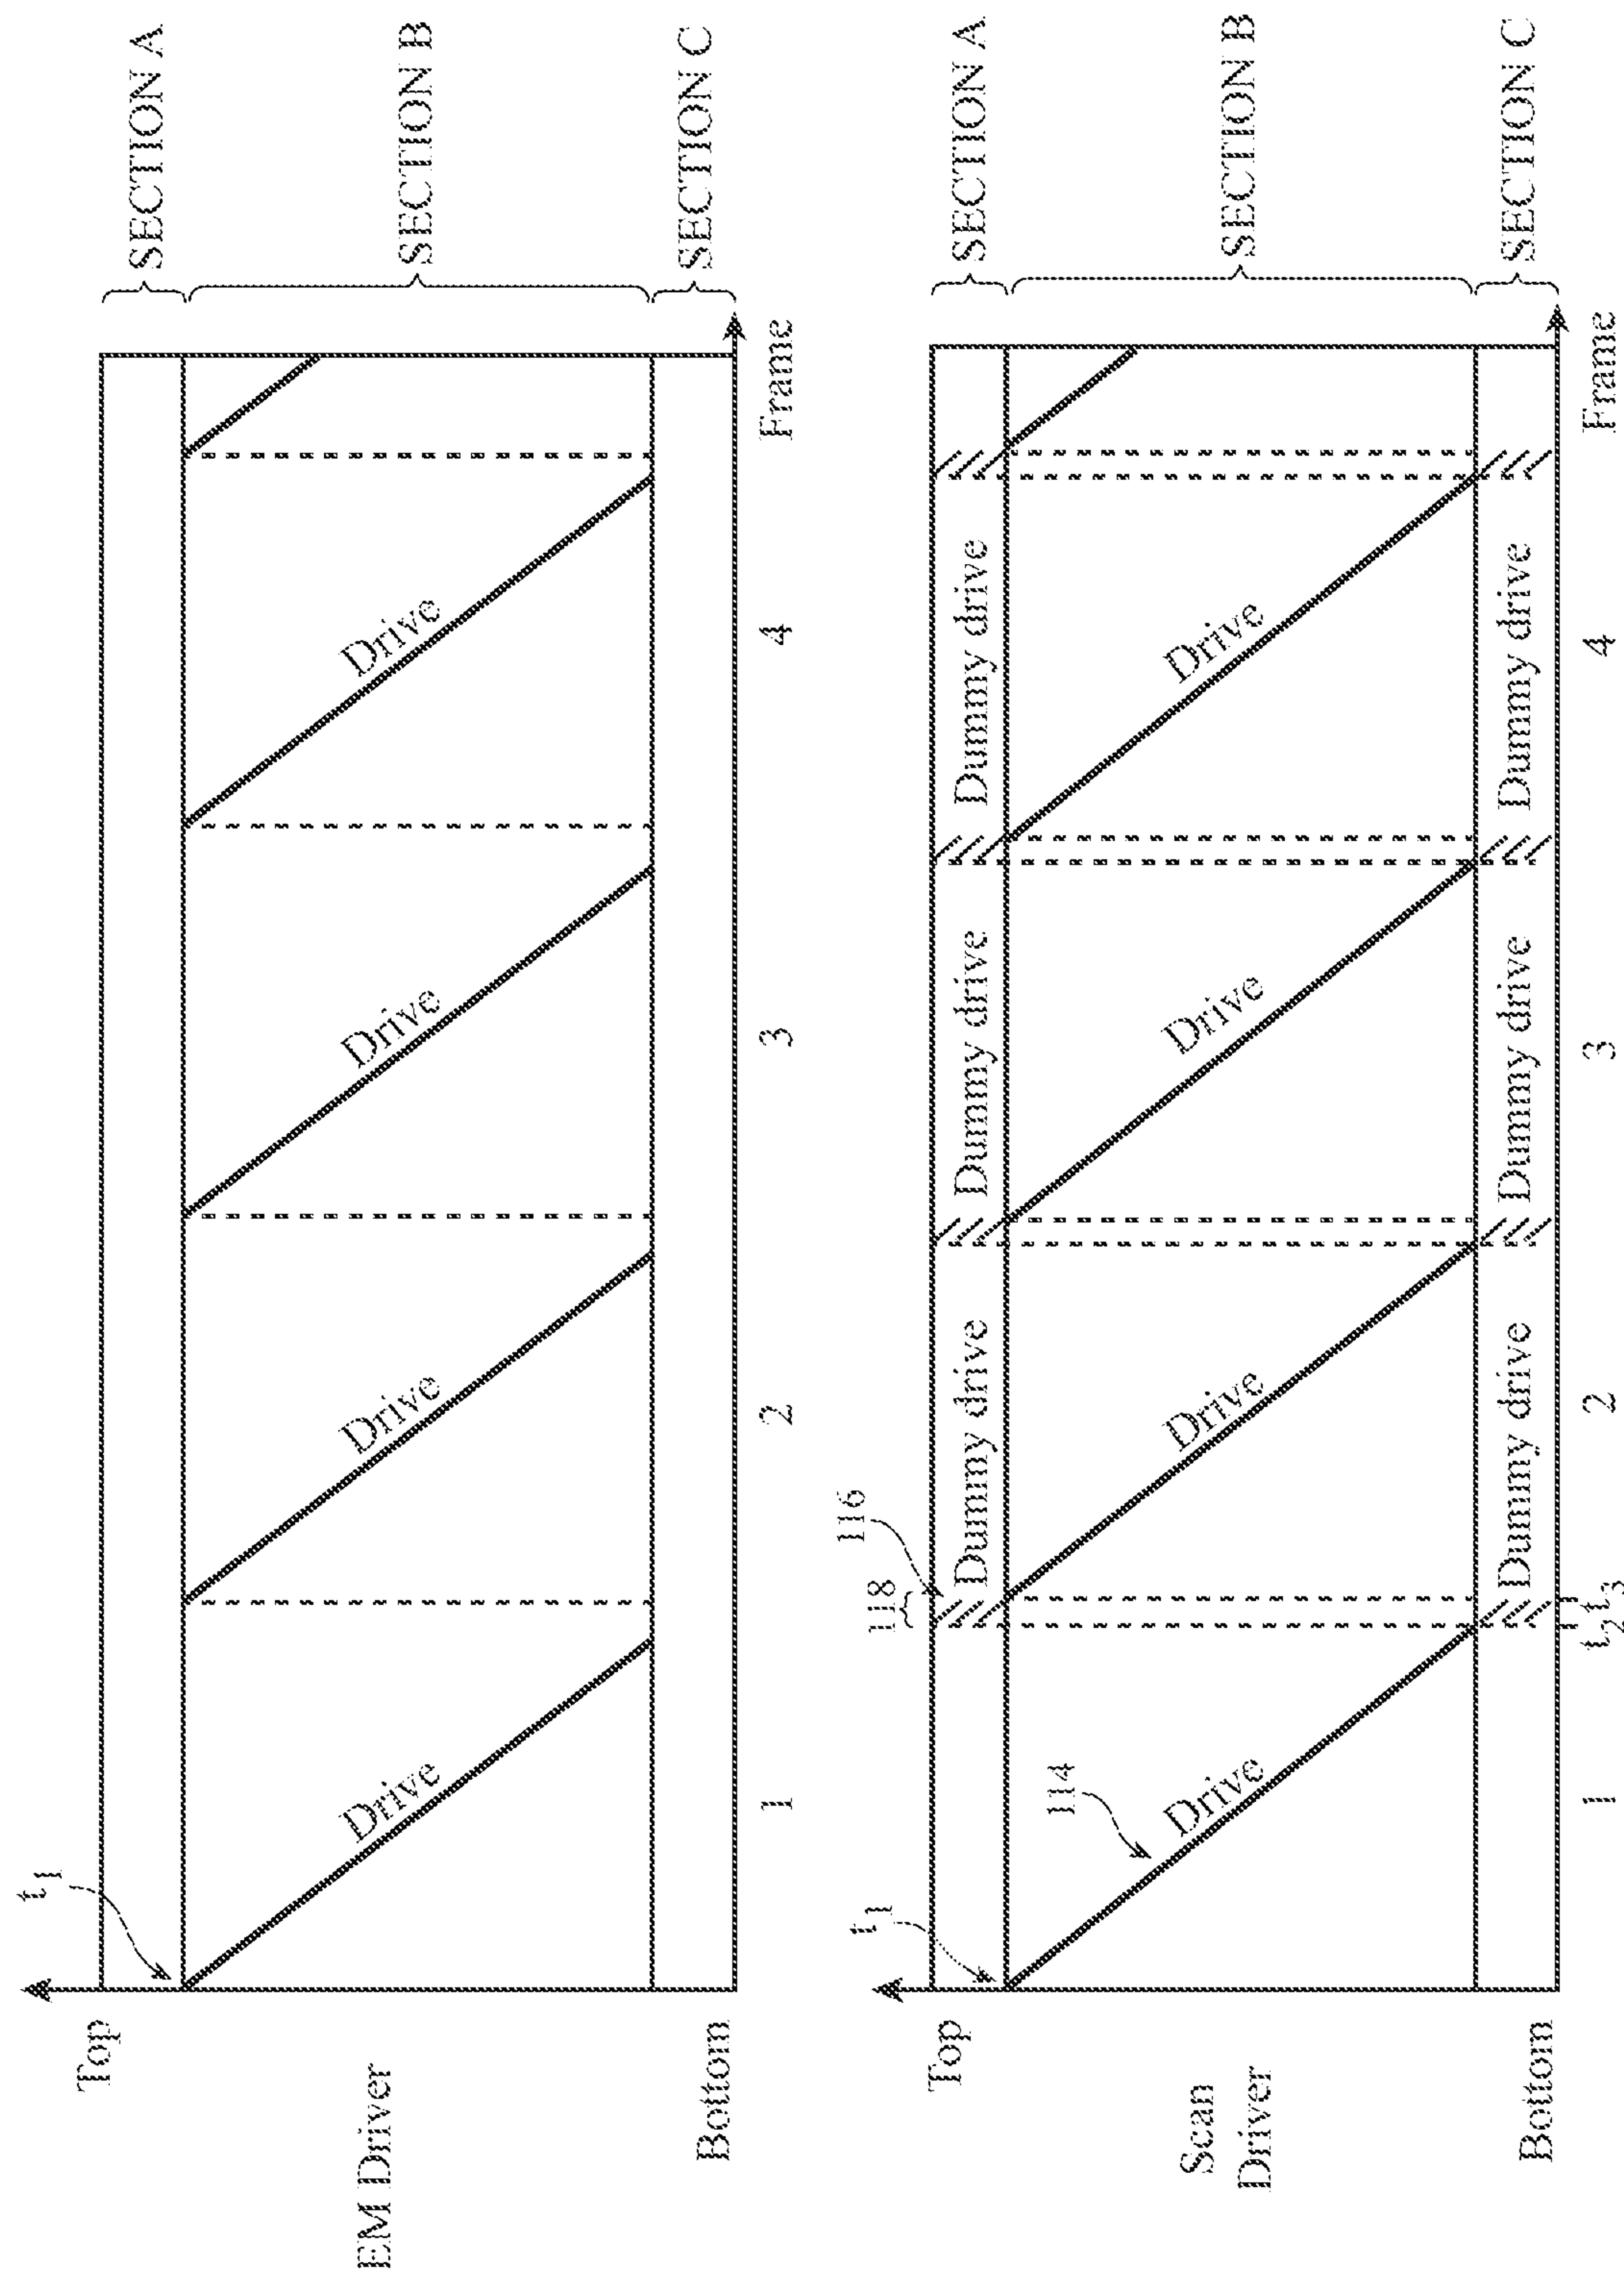 Top
t1
SECTION A
EM Driver
Drive
Drive
Drive
Drive
SECTION B
Bottom
SECTION C
1
2
3
4
Frame
Top
t1
118
116
Dummy drive
Dummy drive
Dummy drive
SECTION A
Scan
Driver
114
Drive
Drive
Drive
Drive
SECTION B
Bottom
Dummy drive
Dummy drive
Dummy drive
SECTION C
1
t2 t3
2
3
4
Frame